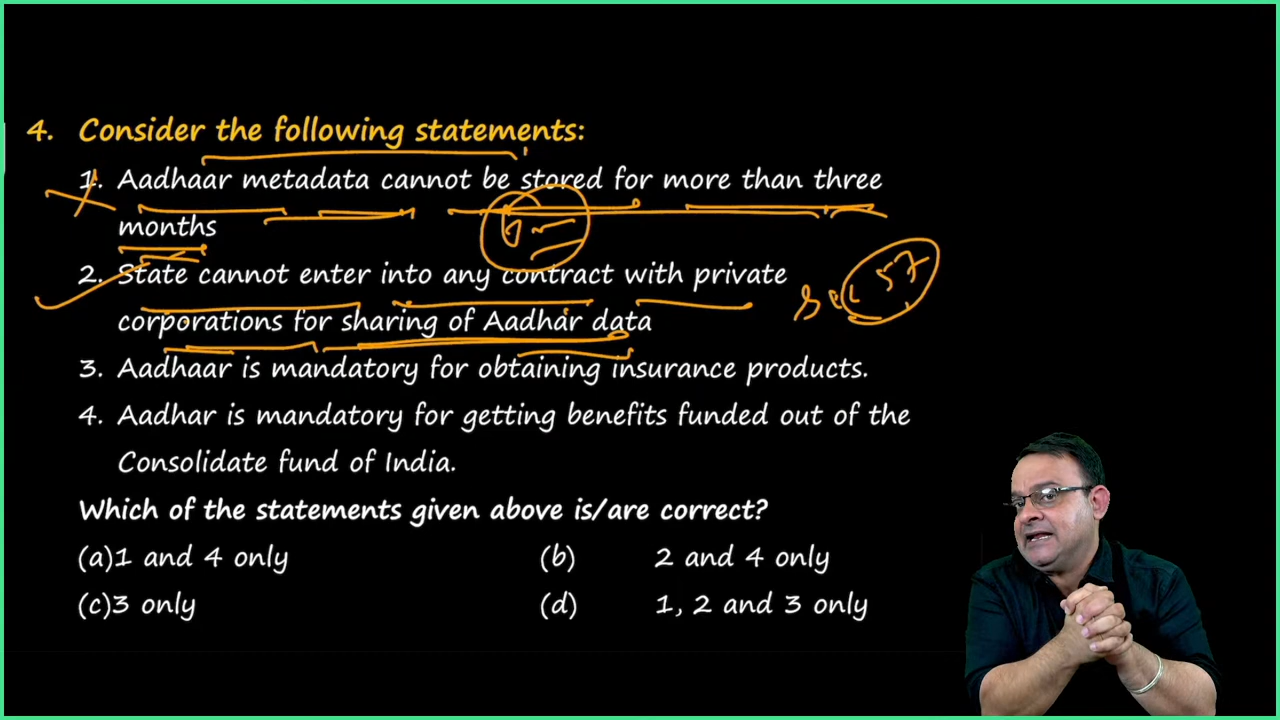 4. Consider the following statements:
1. Aadhaar metadata cannot be stored for more than three
months
6
2. State cannot enter into any contract with private
57
corporations for sharing of Aadhar data
3. Aadhaar is mandatory for obtaining insurance products.
4. Aadhar is mandatory for getting benefits funded out of the
Consolidate fund of India.
Which of the statements given above is/are correct?
(a)1 and 4 only (b) 2 and 4 only
(c)3 only (d) 1, 2 and 3 only